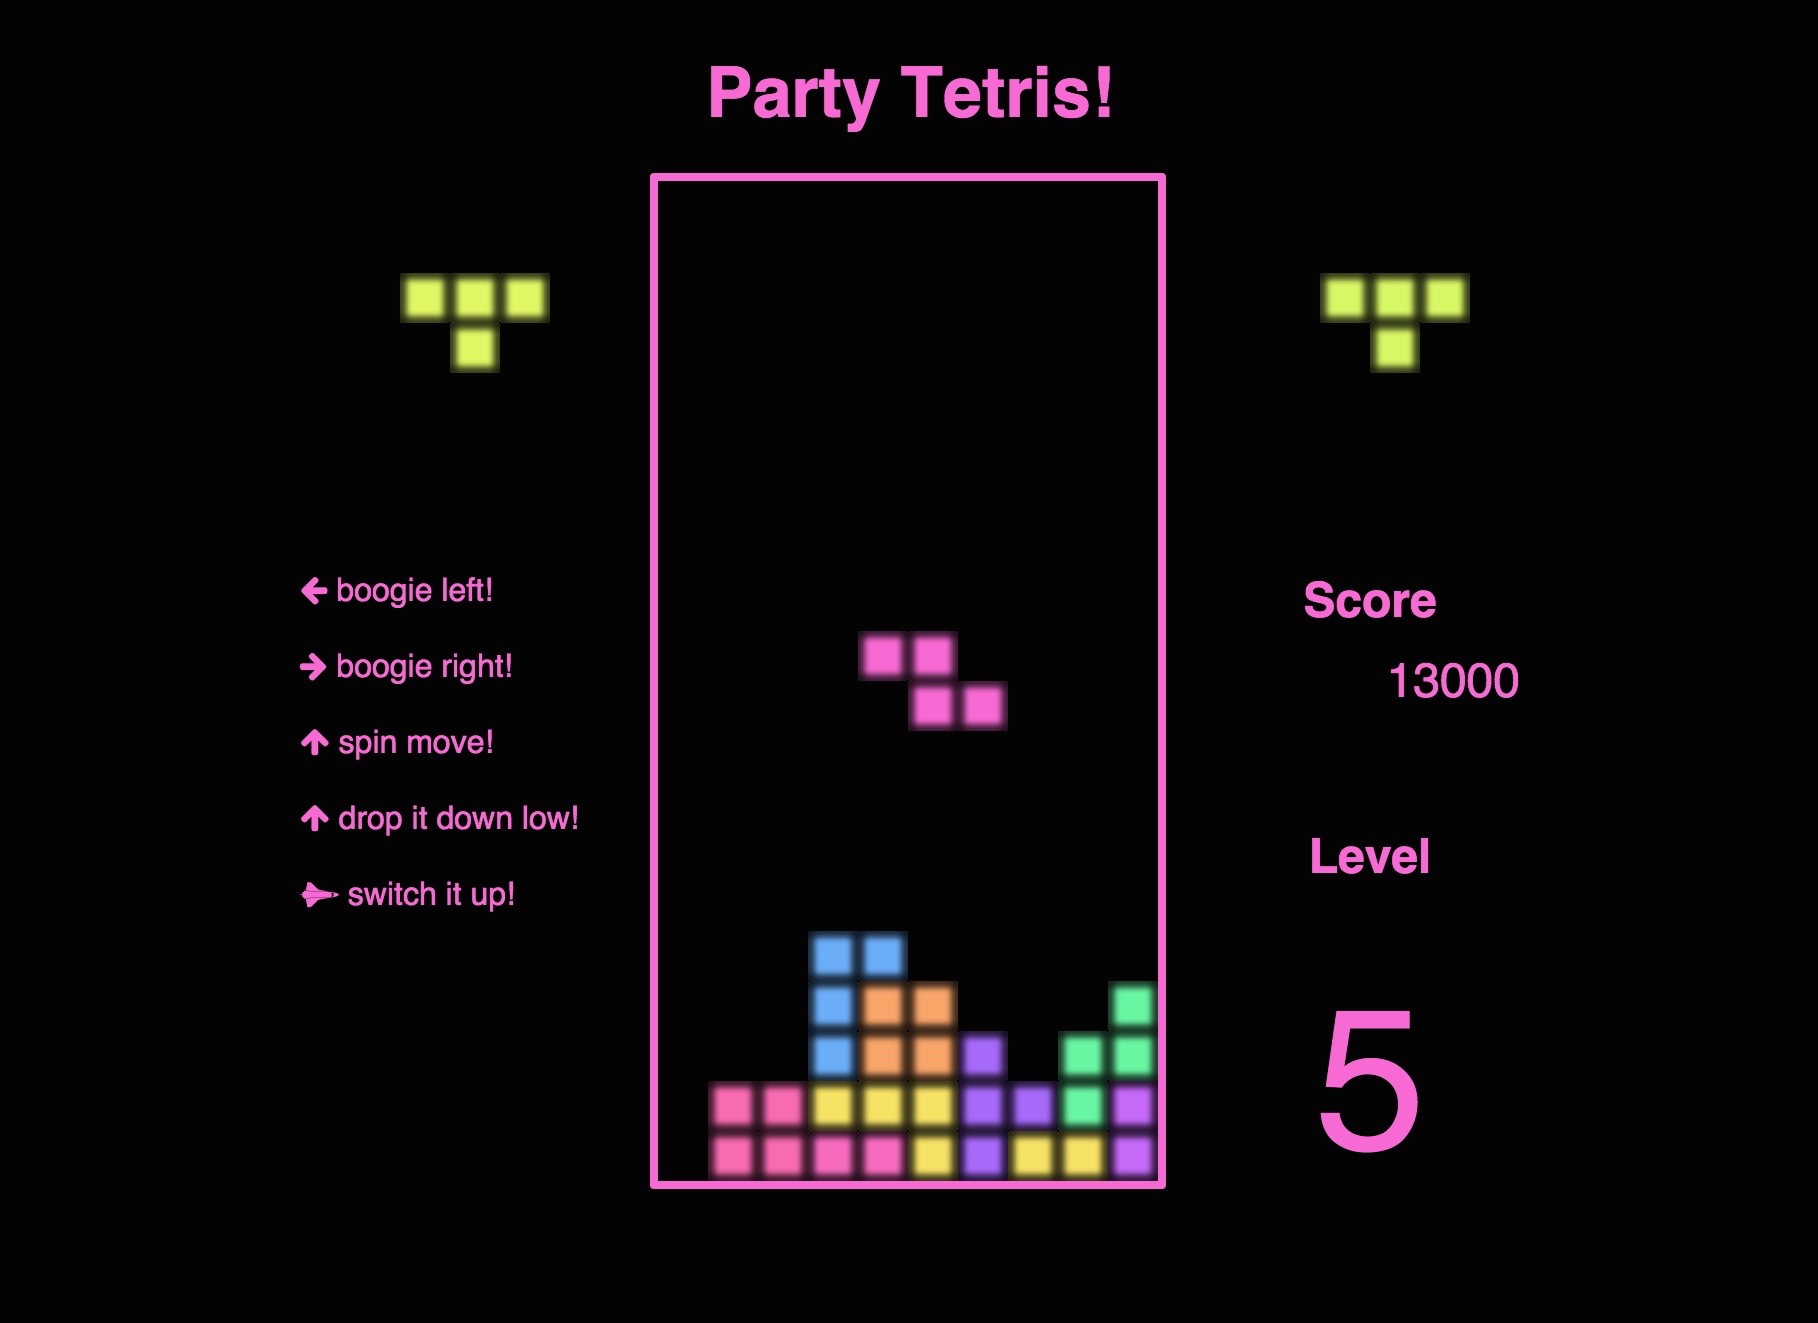 Party Tetris!
← boogie left!
→ boogie right!
↑ spin move!
↑ drop it down low!
switch it up!
Score
13000
Level
5